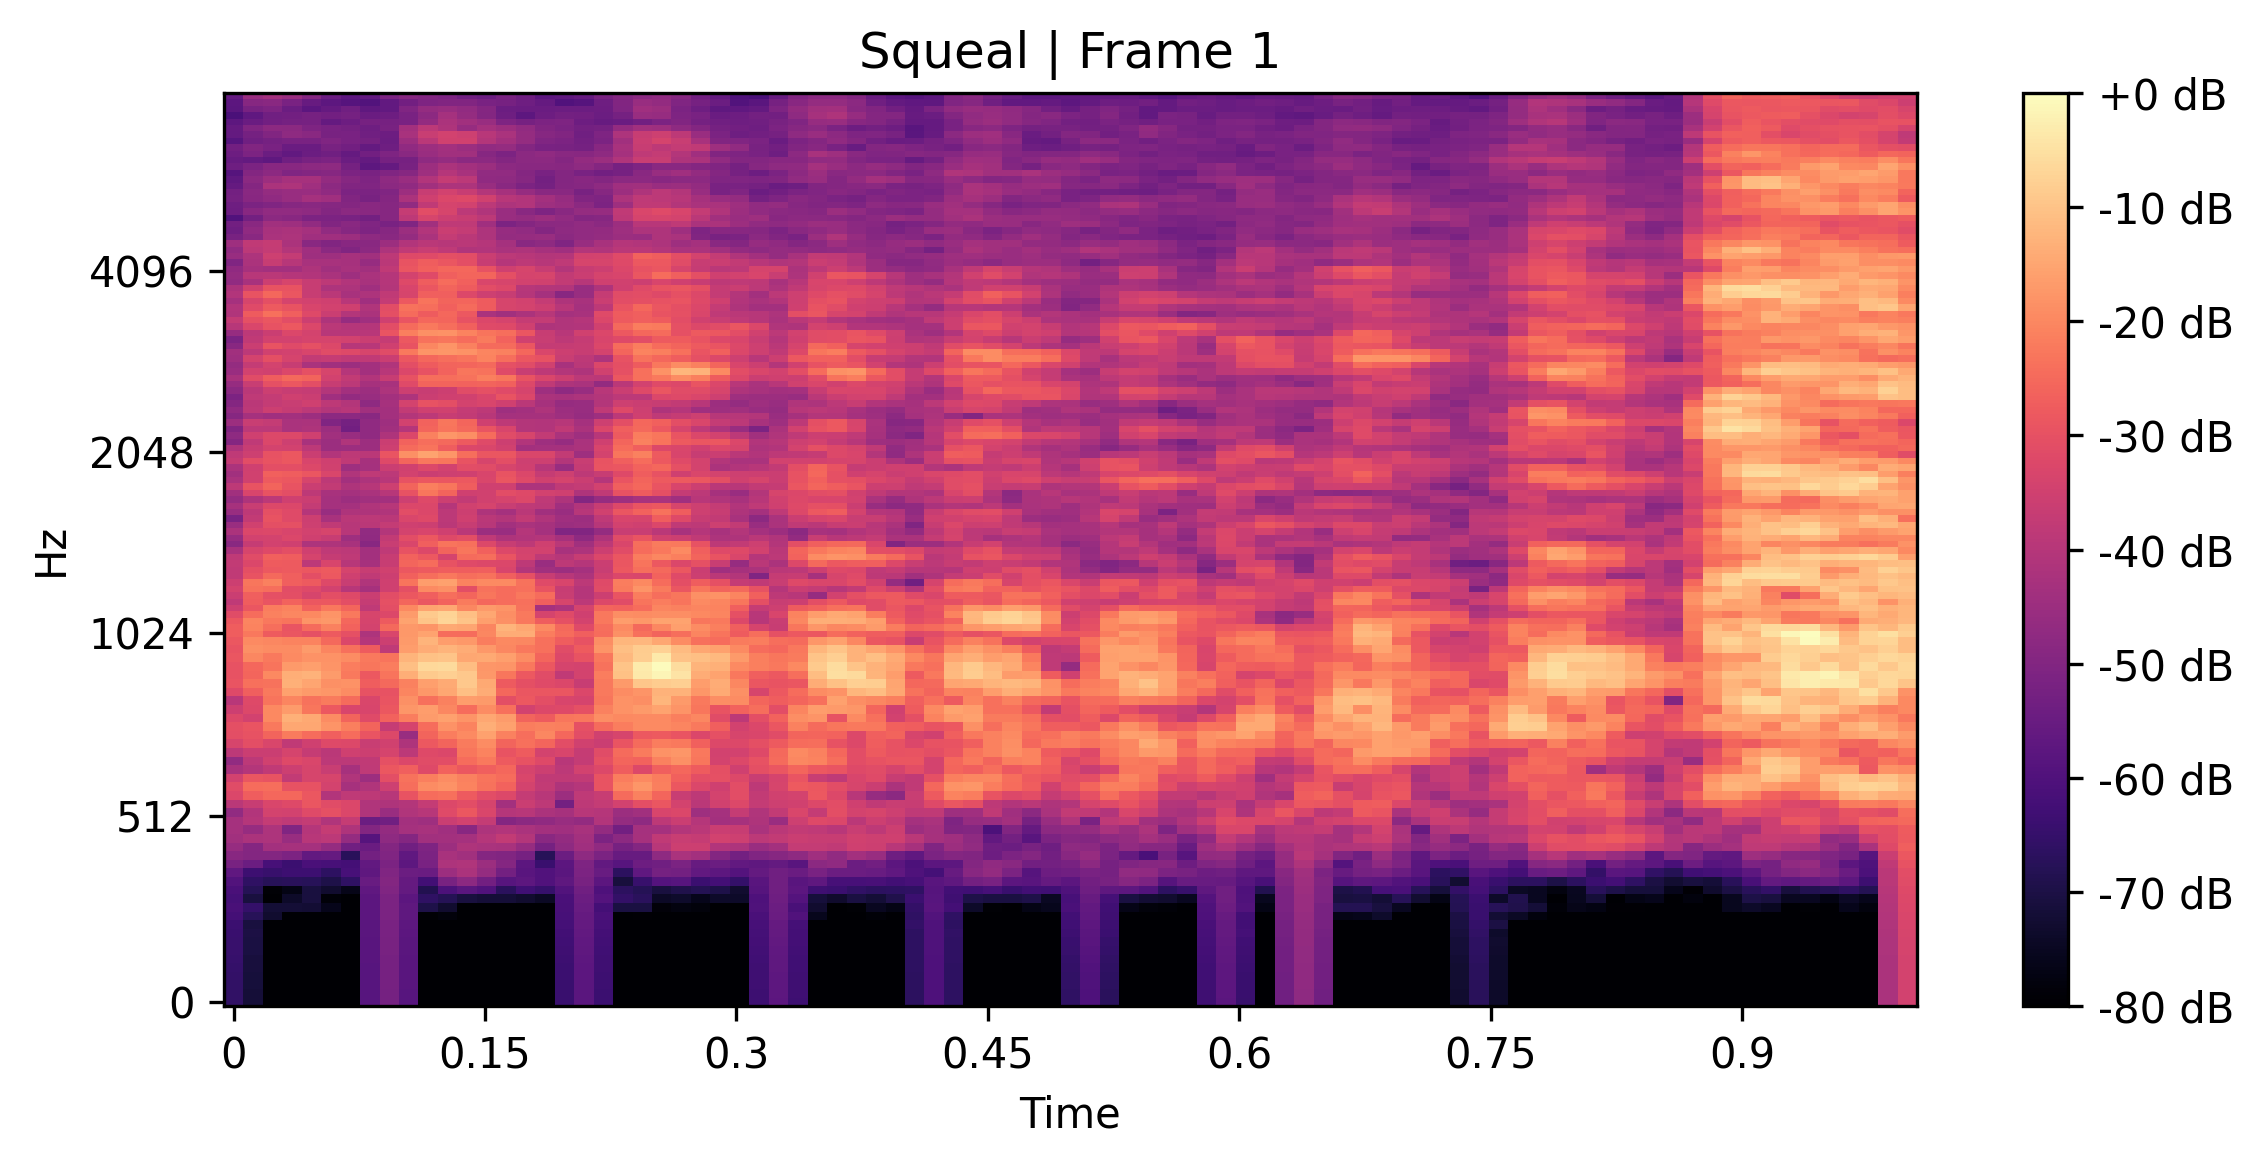 Squeal | Frame 1
+0 dB
-10 dB
-20 dB
-30 dB
-40 dB
-50 dB
-60 dB
-70 dB
-80 dB
Hz
4096
2048
1024
512
0
0 0.15 0.3 0.45 0.6 0.75 0.9
Time